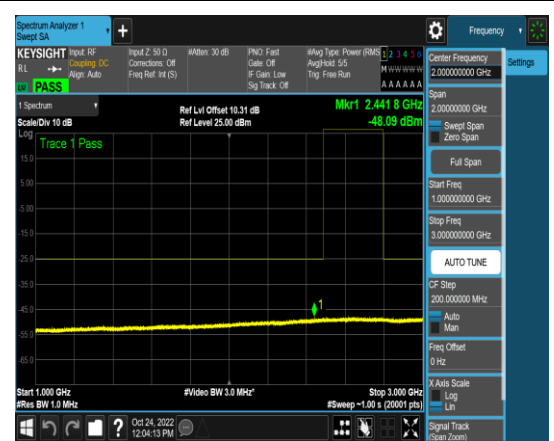 Spectrum Analyzer 1
Swept SA
+
Frequency
KEYSIGHT
RL
LVI PASS
Input: RF
Coupling: DC
Align: Auto
Input Z: 50 Ω
Corrections: Off
Freq Ref: Int (S)
#Atten: 30 dB
PNO: Fast
Gate: Off
IF Gain: Low
Sig Track: Off
#Avg Type: Power (RMS
Avg|Hold: 5/5
Trig: Free Run
1 2 3 4 5 6
M W W W W W
A A A A A A
1 Spectrum
Scale/Div 10 dB
Ref Lvl Offset 10.31 dB
Ref Level 25.00 dBm
Mkr1 2.441 8 GHz
-48.09 dBm
Log
Trace 1 Pass
15.0
5.00
-5.00
-15.0
-25.0
-35.0
-45.0
-55.0
-65.0
1
Start 1.000 GHz
#Res BW 1.0 MHz
#Video BW 3.0 MHz*
Stop 3.000 GHz
#Sweep ~1.00 s (20001 pts)
Oct 24, 2022
12:04:13 PM
?
Center Frequency
2.000000000 GHz
Span
2.00000000 GHz
Swept Span
Zero Span
Full Span
Start Freq
1.000000000 GHz
Stop Freq
3.000000000 GHz
AUTO TUNE
CF Step
200.000000 MHz
Auto
Man
Freq Offset
0 Hz
X Axis Scale
Log
Lin
Signal Track
(Span Zoom)
Settings